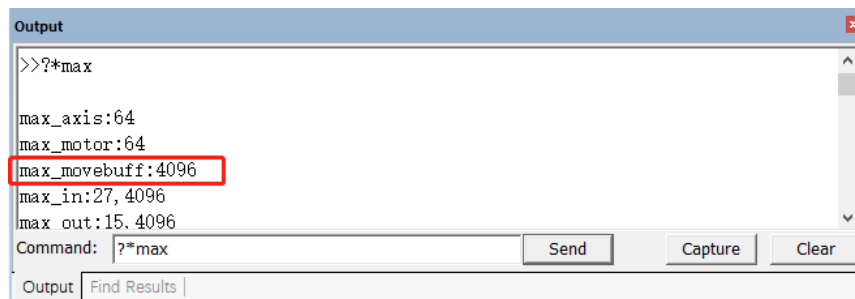 Output
>>?*max
max_axis:64
max_motor:64
max_movebuff:4096
max_in:27,4096
max_out:15,4096
Command: ?*max Send Capture Clear
Output Find Results